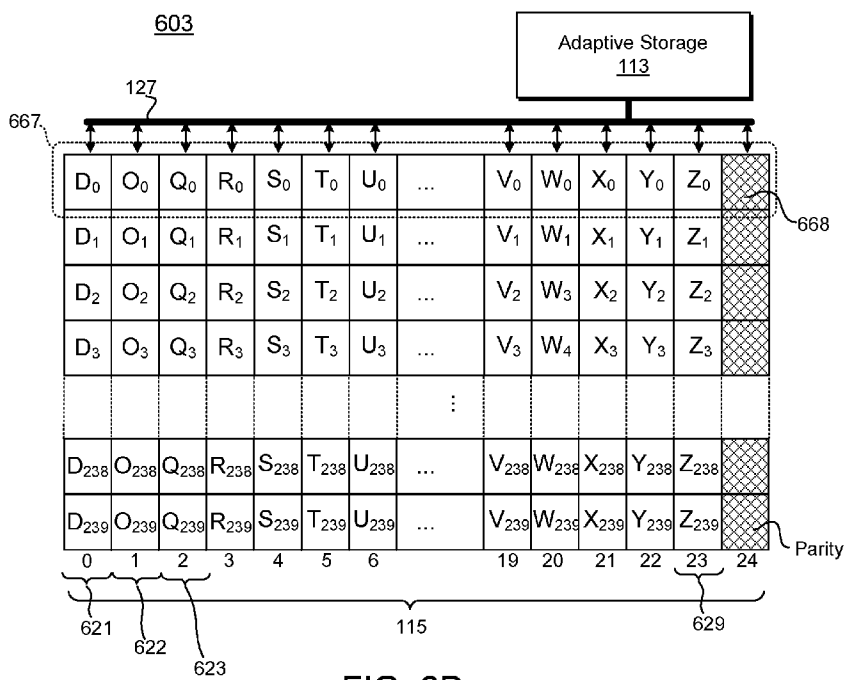 603
Adaptive Storage
113
127
667
D₀ O₀ Q₀ R₀ S₀ T₀ U₀ ... V₀ W₀ X₀ Y₀ Z₀
668
D₁ O₁ Q₁ R₁ S₁ T₁ U₁ ... V₁ W₁ X₁ Y₁ Z₁
D₂ O₂ Q₂ R₂ S₂ T₂ U₂ ... V₂ W₃ X₂ Y₂ Z₂
D₃ O₃ Q₃ R₃ S₃ T₃ U₃ ... V₃ W₄ X₃ Y₃ Z₃
⋮
D₂₃₈ O₂₃₈ Q₂₃₈ R₂₃₈ S₂₃₈ T₂₃₈ U₂₃₈ ... V₂₃₈ W₂₃₈ X₂₃₈ Y₂₃₈ Z₂₃₈
D₂₃₉ O₂₃₉ Q₂₃₉ R₂₃₉ S₂₃₉ T₂₃₉ U₂₃₉ ... V₂₃₉ W₂₃₉ X₂₃₉ Y₂₃₉ Z₂₃₉
Parity
0 1 2 3 4 5 6 19 20 21 22 23 24
621 622 623 115 629